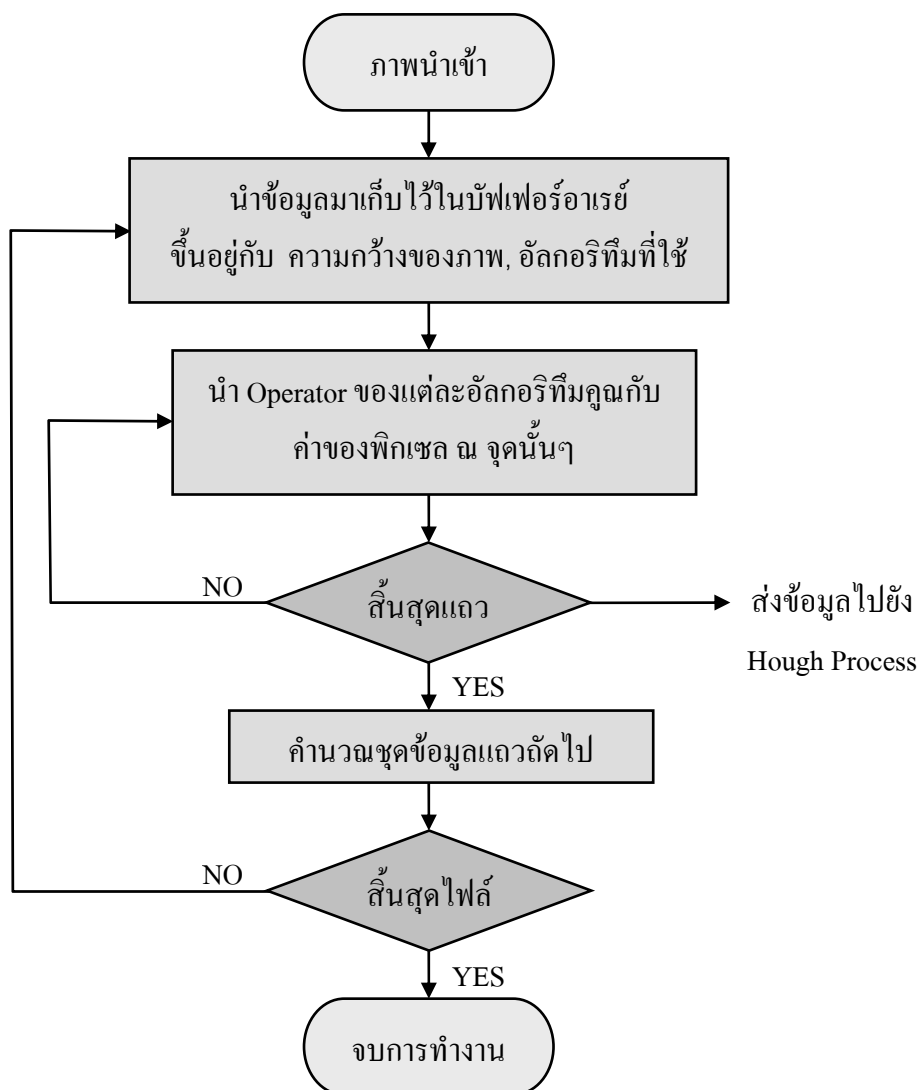 ภาพนำเข้า
นำข้อมูลมาเก็บไว้ในบัฟเฟอร์อาเรย์
ขึ้นอยู่กับ ความกว้างของภาพ, อัลกอริทึมที่ใช้
นำ Operator ของแต่ละอัลกอริทึมคูณกับ
ค่าของพิกเซล ณ จุดนั้นๆ
NO
สิ้นสุดแถว
ส่งข้อมูลไปยัง
Hough Process
YES
คำนวณชุดข้อมูลแถวถัดไป
NO
สิ้นสุดไฟล์
YES
จบการทำงาน